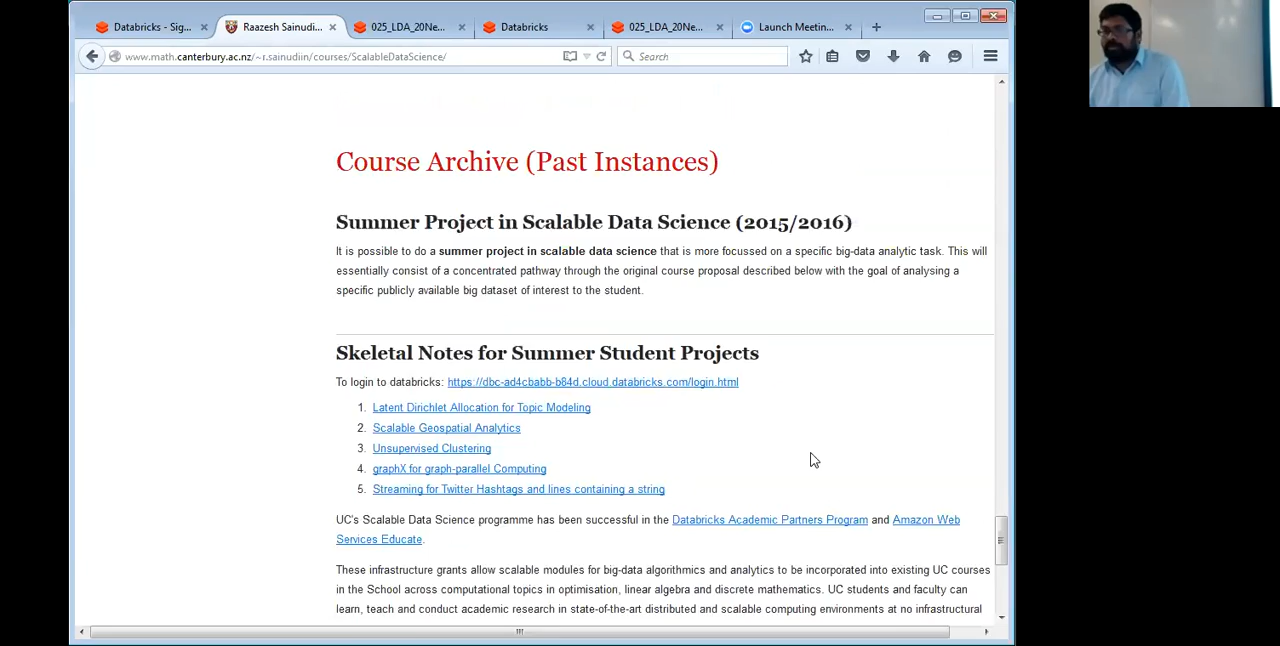 Databricks - Sig...
Raazesh Sainudi...
025_LDA_20Ne...
Databricks
025_LDA_20Ne...
Launch Meetin...
www.math.canterbury.ac.nz/~r.sainudiin/courses/ScalableDataScience/
Search
Course Archive (Past Instances)
Summer Project in Scalable Data Science (2015/2016)
It is possible to do a summer project in scalable data science that is more focussed on a specific big-data analytic task. This will
essentially consist of a concentrated pathway through the original course proposal described below with the goal of analysing a
specific publicly available big dataset of interest to the student.
Skeletal Notes for Summer Student Projects
To login to databricks: https://dbc-ad4cbabb-b84d.cloud.databricks.com/login.html
1. Latent Dirichlet Allocation for Topic Modeling
2. Scalable Geospatial Analytics
3. Unsupervised Clustering
4. graphX for graph-parallel Computing
5. Streaming for Twitter Hashtags and lines containing a string
UC's Scalable Data Science programme has been successful in the Databricks Academic Partners Program and Amazon Web
Services Educate.
These infrastructure grants allow scalable modules for big-data algorithmics and analytics to be incorporated into existing UC courses
in the School across computational topics in optimisation, linear algebra and discrete mathematics. UC students and faculty can
learn, teach and conduct academic research in state-of-the-art distributed and scalable computing environments at no infrastructural